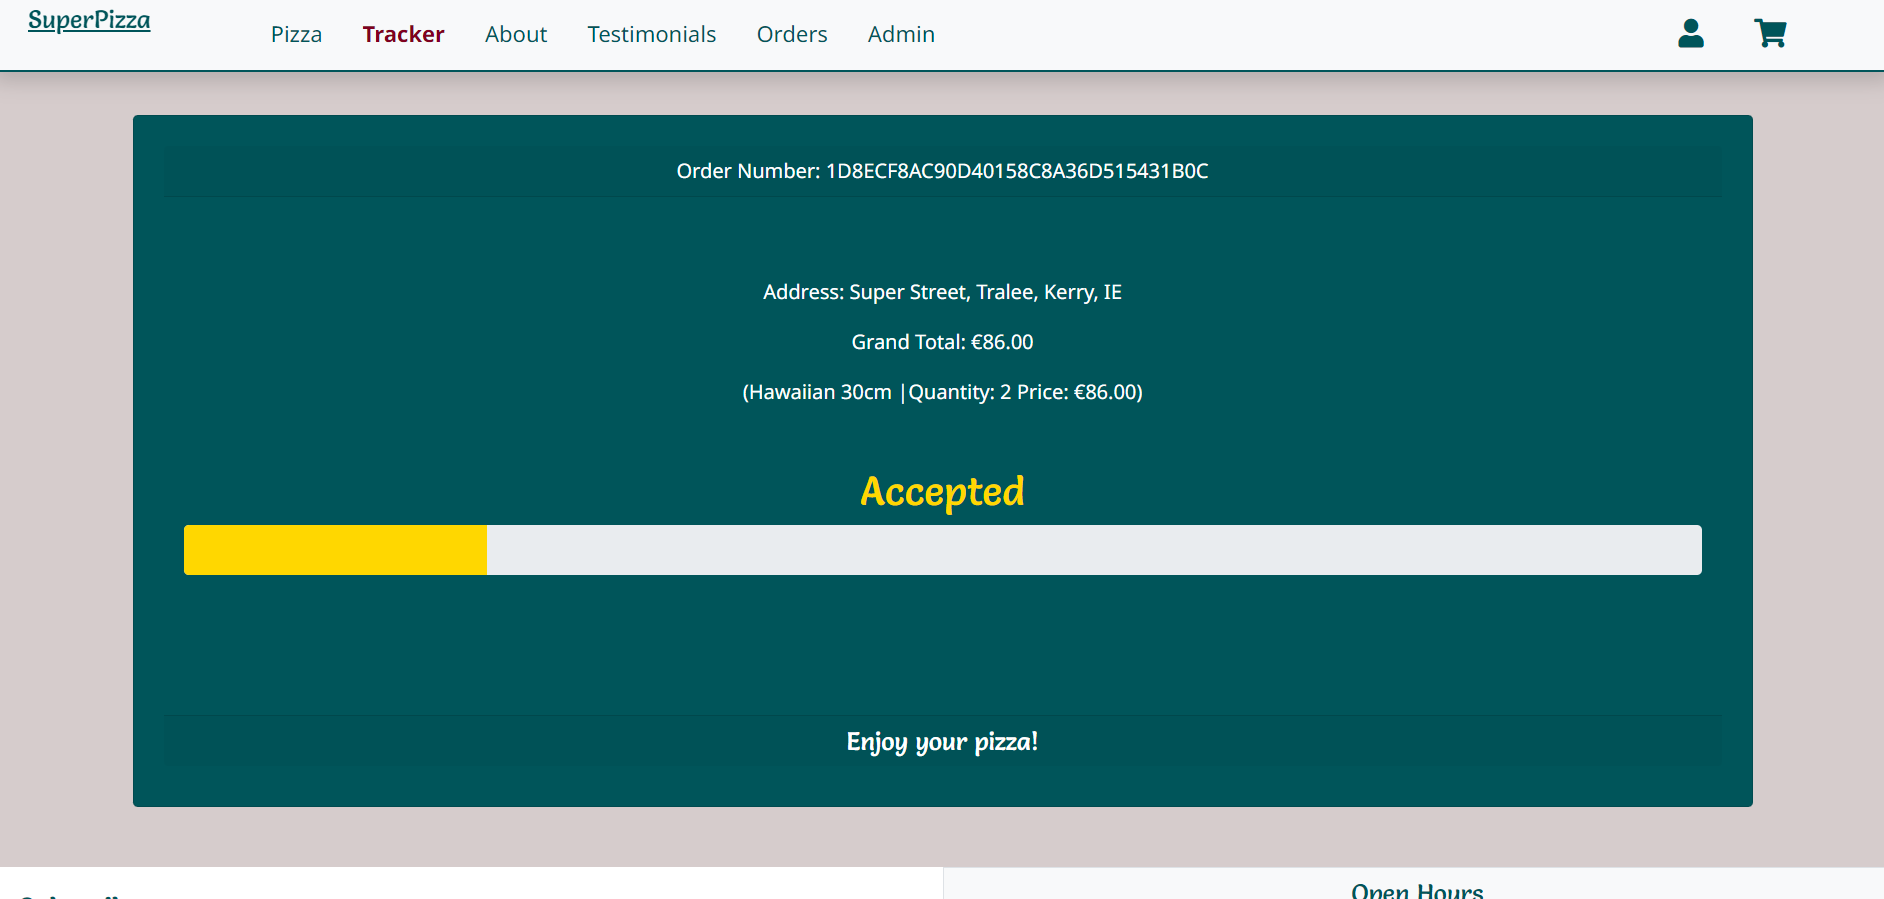 SuperPizza
Pizza Tracker About Testimonials Orders Admin
Order Number: 1D8ECF8AC90D40158C8A36D515431B0C
Address: Super Street, Tralee, Kerry, IE
Grand Total: €86.00
(Hawaiian 30cm |Quantity: 2 Price: €86.00)
Accepted
Enjoy your pizza!
Open Hours